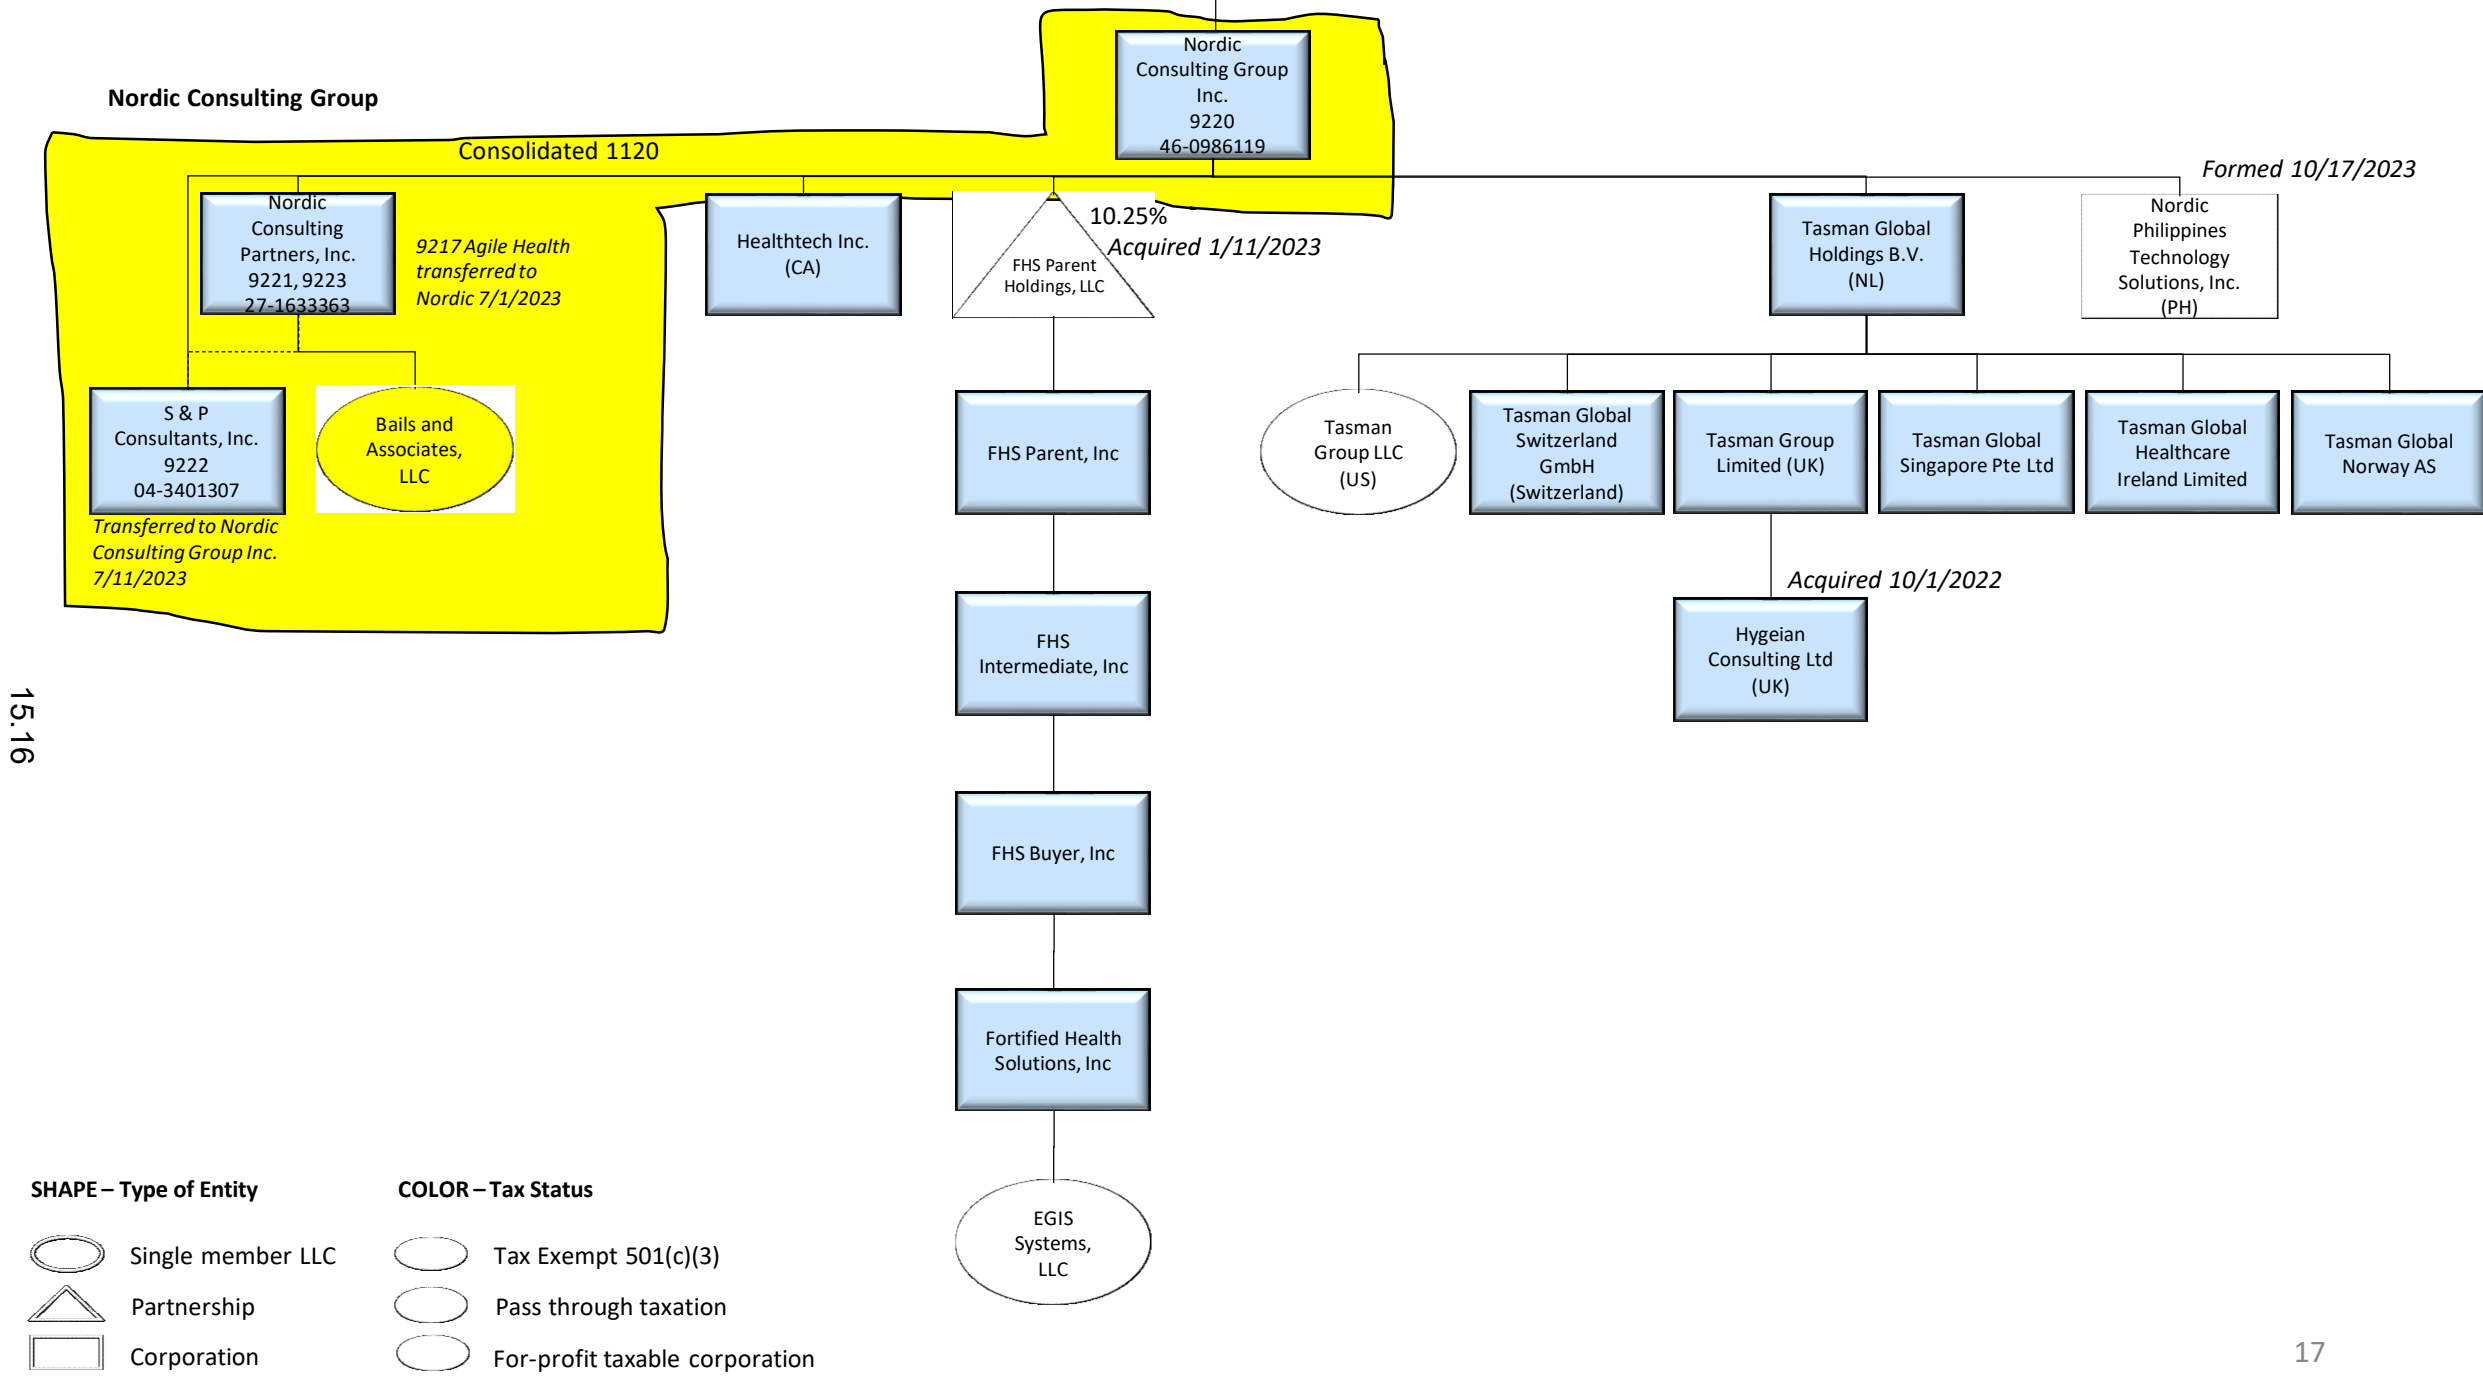 Nordic Consulting Group
Nordic
Consulting Group
Inc.
9220
46-0986119
Consolidated 1120
Formed 10/17/2023
Nordic
Consulting
Partners, Inc.
9221, 9223
27-1633363
9217 Agile Health
transferred to
Nordic 7/1/2023
Healthtech Inc.
(CA)
10.25%
Acquired 1/11/2023
FHS Parent
Holdings, LLC
Tasman Global
Holdings B.V.
(NL)
Nordic
Philippines
Technology
Solutions, Inc.
(PH)
S & P
Consultants, Inc.
9222
04-3401307
Transferred to Nordic
Consulting Group Inc.
7/11/2023
Bails and
Associates,
LLC
FHS Parent, Inc
Tasman
Group LLC
(US)
Tasman Global
Switzerland
GmbH
(Switzerland)
Tasman Group
Limited (UK)
Tasman Global
Singapore Pte Ltd
Tasman Global
Healthcare
Ireland Limited
Tasman Global
Norway AS
Acquired 10/1/2022
FHS
Intermediate, Inc
Hygeian
Consulting Ltd
(UK)
15.16
FHS Buyer, Inc
Fortified Health
Solutions, Inc
EGIS
Systems,
LLC
SHAPE – Type of Entity
Single member LLC
Partnership
Corporation
COLOR – Tax Status
Tax Exempt 501(c)(3)
Pass through taxation
For-profit taxable corporation
17